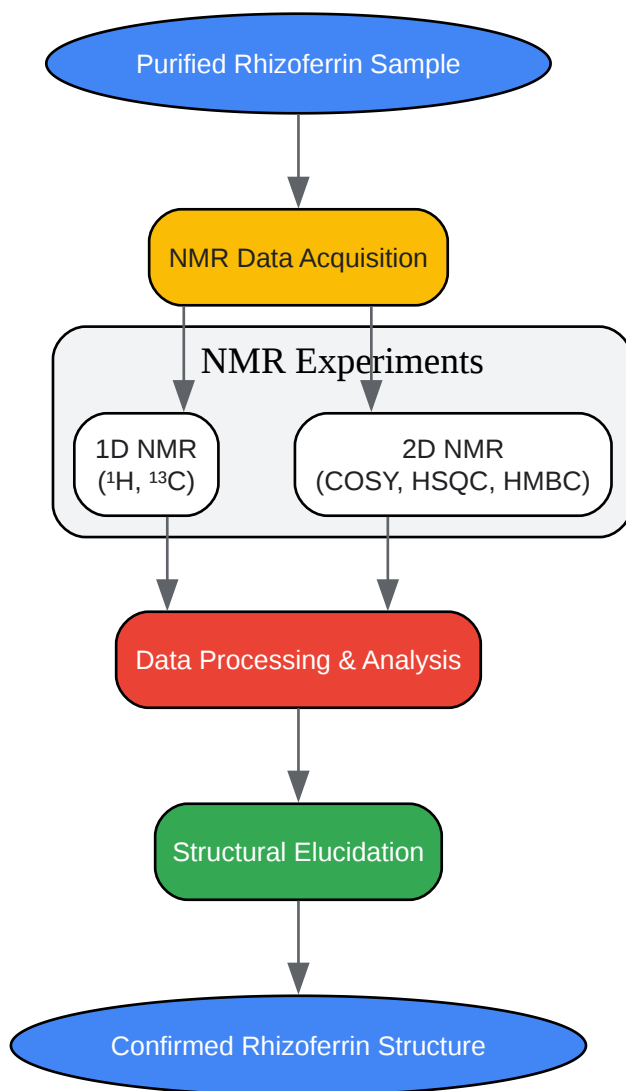 Purified Rhizoferrin Sample
NMR Data Acquisition
NMR Experiments
1D NMR
(¹H, ¹³C)
2D NMR
(COSY, HSQC, HMBC)
Data Processing & Analysis
Structural Elucidation
Confirmed Rhizoferrin Structure